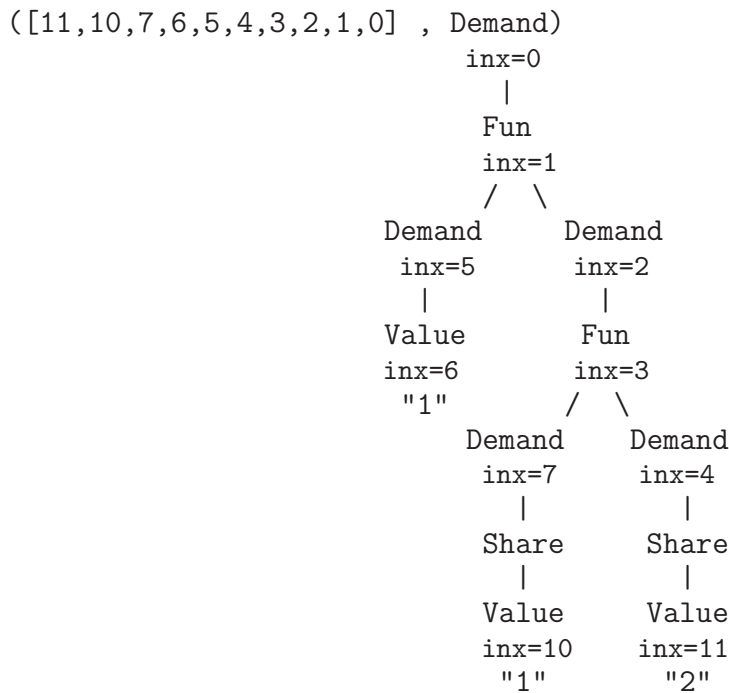 ([11,10,7,6,5,4,3,2,1,0] , Demand)
inx=0
|
Fun
inx=1
/ \
Demand Demand
inx=5 inx=2
| |
Value Fun
inx=6 inx=3
"1" / \
Demand Demand
inx=7 inx=4
| |
Share Share
| |
Value Value
inx=10 inx=11
"1" "2"